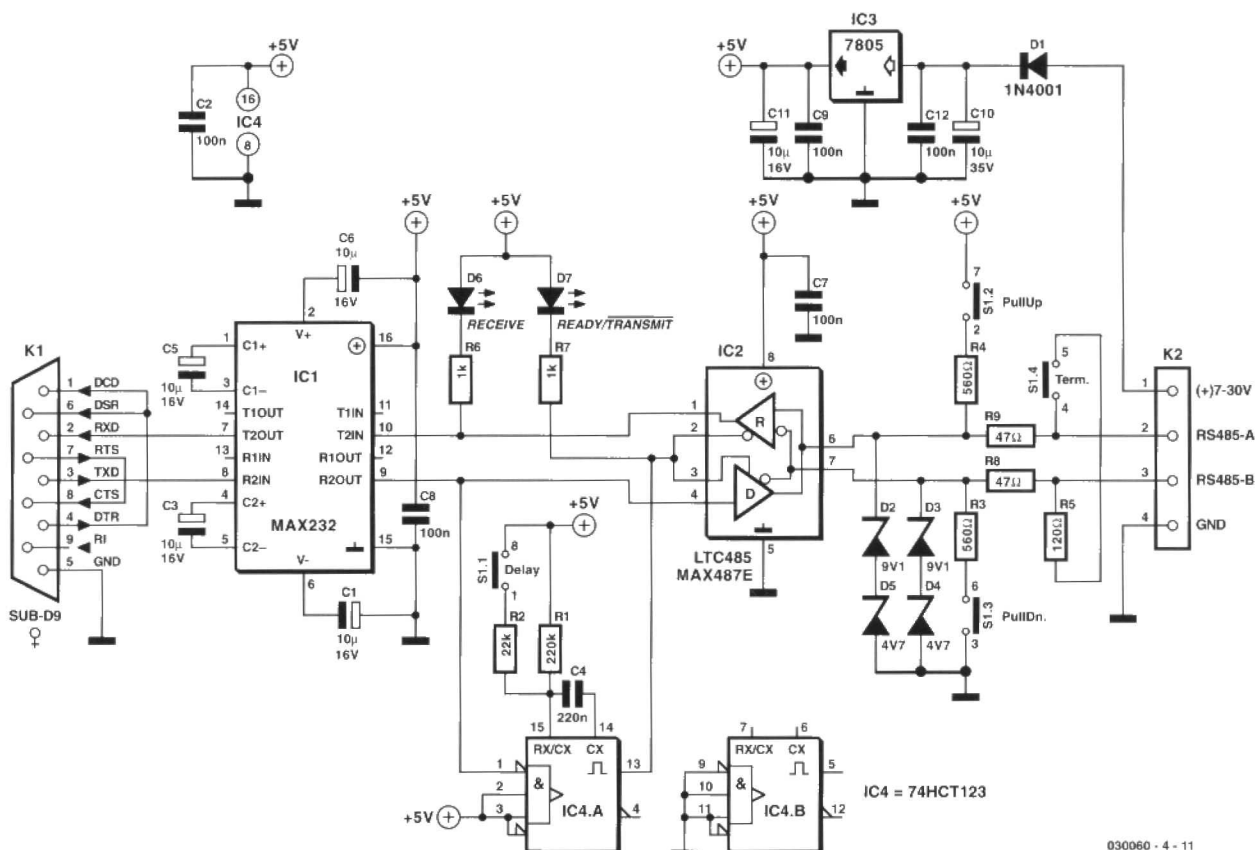 IC3
+5V
7805
D1
1N4001
C11
10µ
16V
C9
100n
C12
100n
C10
10µ
35V
+5V
C2
100n
16
IC4
8
+5V
+5V
+5V
+5V
C6
10µ
16V
D6
RECEIVE
D7
READY/TRANSMIT
R6
1k
R7
1k
C7
100n
7
S1.2
PullUp
2
R4
560Ω
5
S1.4
Term.
4
K1
1 DCD
6 DSR
2 RXD
7 RTS
3 TXD
8 CTS
4 DTR
9 RI
5 GND
SUB-D9
♀
C5
10µ
16V
C3
10µ
16V
2
V+
1 C1+
16
IC1
3 C1–
14 T1OUT
T1IN 11
7 T2OUT
T2IN 10
13 R1IN
R1OUT 12
8 R2IN
R2OUT 9
4 C2+
MAX232
5 C2–
15
V-
6
C1
10µ
16V
C8
100n
IC2
8
1
R
2
3
4
D
6
7
5
LTC485
MAX487E
R9
47Ω
R8
47Ω
K2
1 (+)7-30V
2 RS485-A
3 RS485-B
4 GND
D2
9V1
D3
9V1
D5
4V7
D4
4V7
R3
560Ω
R5
120Ω
6
S1.3
PullDn.
3
+5V
8
S1.1
Delay
1
R2
22k
R1
220k
C4
220n
15
14
RX/CX
CX
1
2
3
&
13
4
IC4.A
+5V
7
6
RX/CX
CX
9
10
11
&
5
12
IC4.B
IC4 = 74HCT123
030060 - 4 - 11